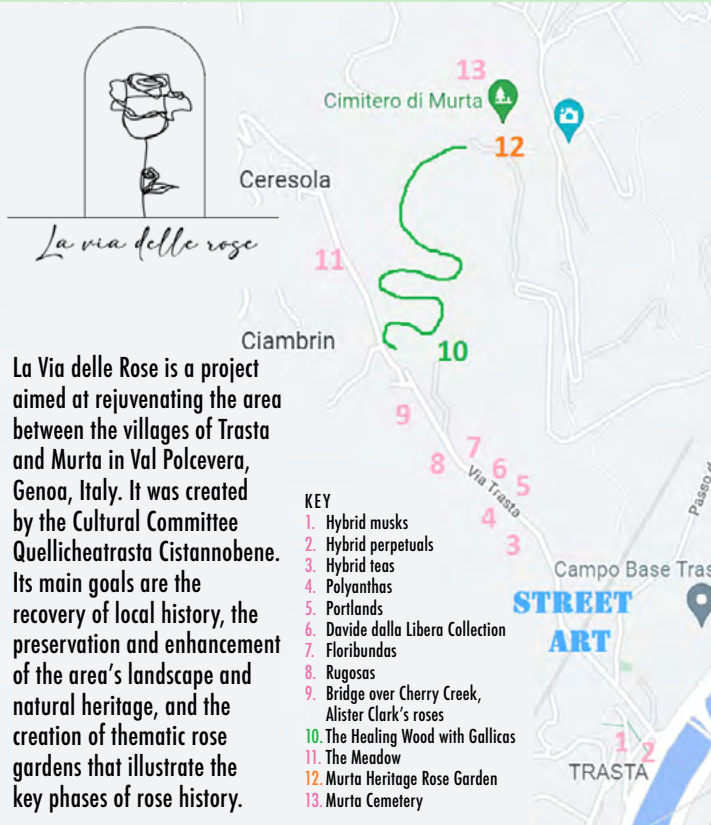 La via delle rose
La Via delle Rose is a project
aimed at rejuvenating the area
between the villages of Trasta
and Murta in Val Polcevera,
Genoa, Italy. It was created
by the Cultural Committee
Quellicheatrasta Cistannobene.
Its main goals are the
recovery of local history, the
preservation and enhancement
of the area's landscape and
natural heritage, and the
creation of thematic rose
gardens that illustrate the
key phases of rose history.
KEY
1. Hybrid musks
2. Hybrid perpetuals
3. Hybrid teas
4. Polyanthas
5. Portlands
6. Davide dalla Libera Collection
7. Floribundas
8. Rugosas
9. Bridge over Cherry Creek,
Alister Clark's roses
10. The Healing Wood with Gallicas
11. The Meadow
12. Murta Heritage Rose Garden
13. Murta Cemetery
13
Cimitero di Murta
12
Ceresola
11
Ciambrin
10
9
8
7
6
5
Via Trasta
4
3
Passo d
Campo Base Tras
STREET
ART
1
2
TRASTA